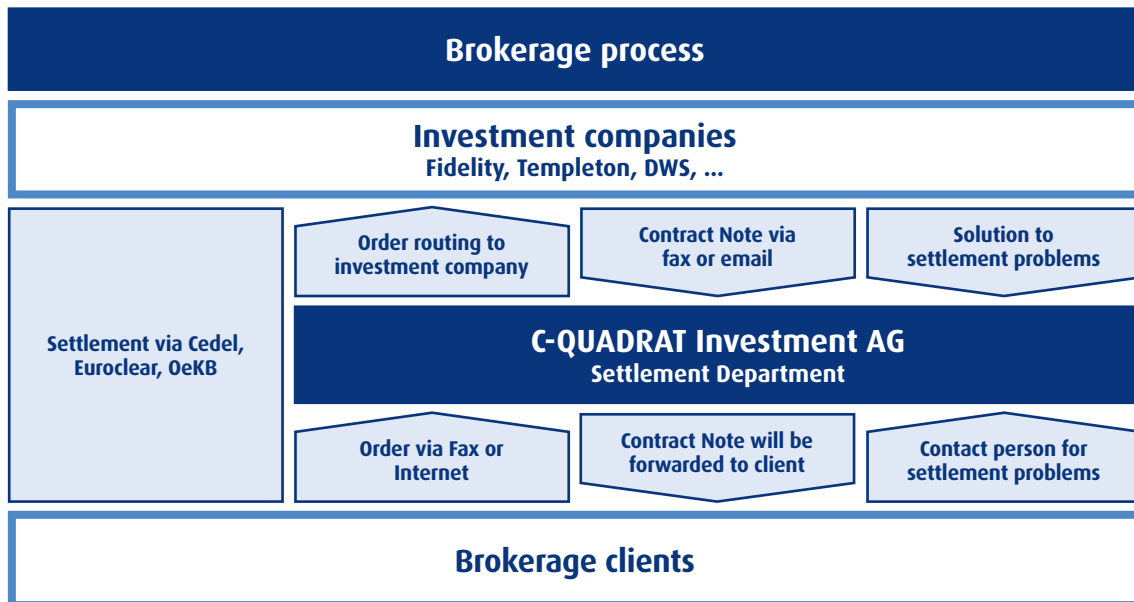 Brokerage process
Investment companies
Fidelity, Templeton, DWS, ...
Settlement via Cedel,
Euroclear, OeKB
Order routing to
investment company
Contract Note via
fax or email
Solution to
settlement problems
C-QUADRAT Investment AG
Settlement Department
Order via Fax or
Internet
Contract Note will be
forwarded to client
Contact person for
settlement problems
Brokerage clients